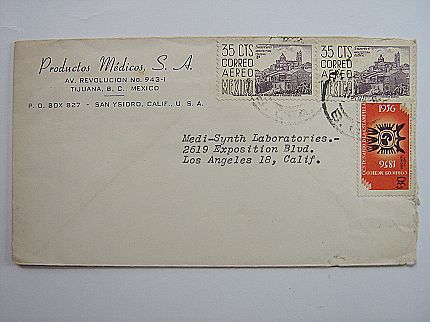 Productos Médicos, S. A.
AV. REVOLUCION No. 943-1
TIJUANA, B. C., MEXICO
P. O. BOX 827 • SAN YSIDRO, CALIF., U. S. A.
35 CTS
CORREO
AEREO
MEXICO
35 CTS
CORREO
AEREO
MEXICO
1956
1856
Medi-Synth Laboratories.-
2619 Exposition Blvd.
Los Angeles 18, Calif.